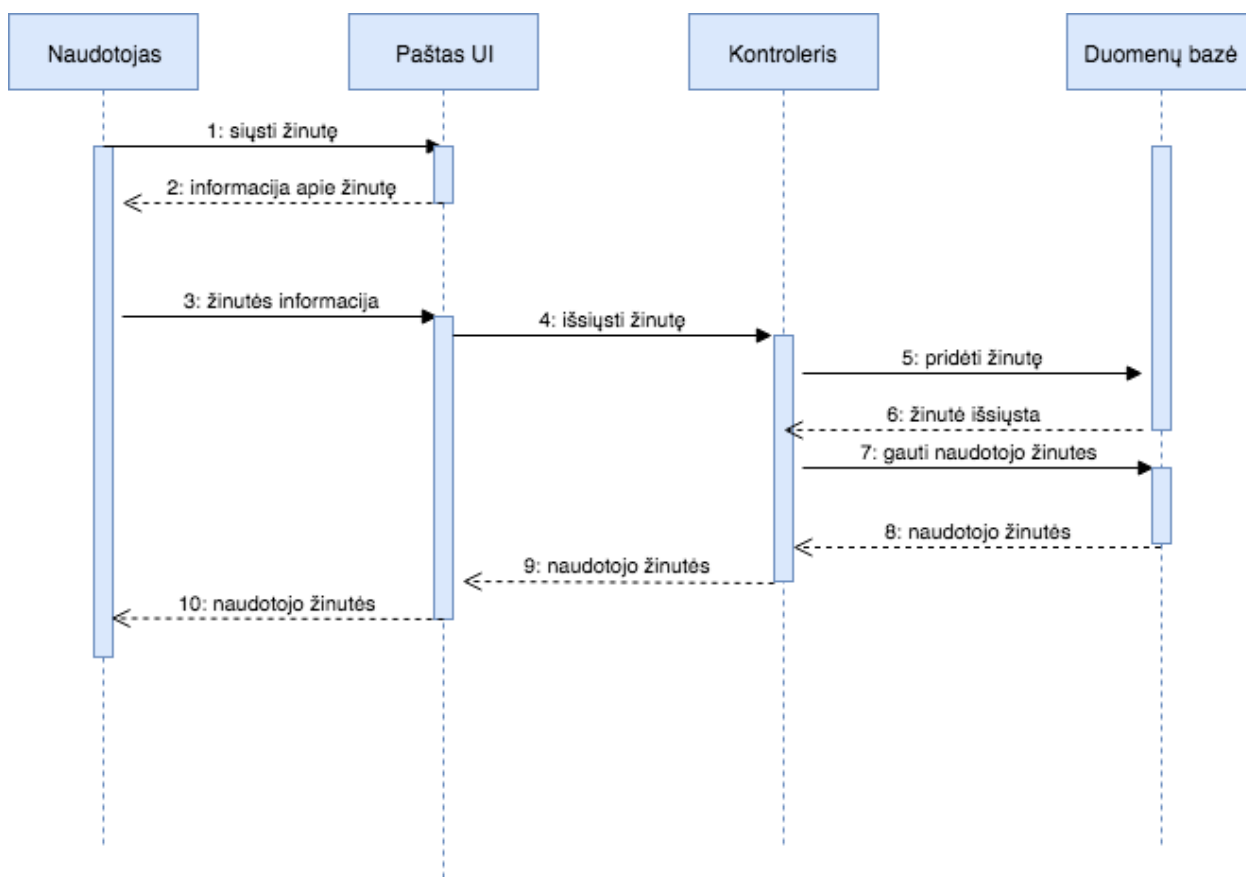 Naudotojas
Paštas UI
Kontroleris
Duomenų bazė
1: siųsti žinutę
2: informacija apie žinutę
3: žinutės informacija
4: išsiųsti žinutę
5: pridėti žinutę
6: žinutė išsiųsta
7: gauti naudotojo žinutes
8: naudotojo žinutės
9: naudotojo žinutės
10: naudotojo žinutės